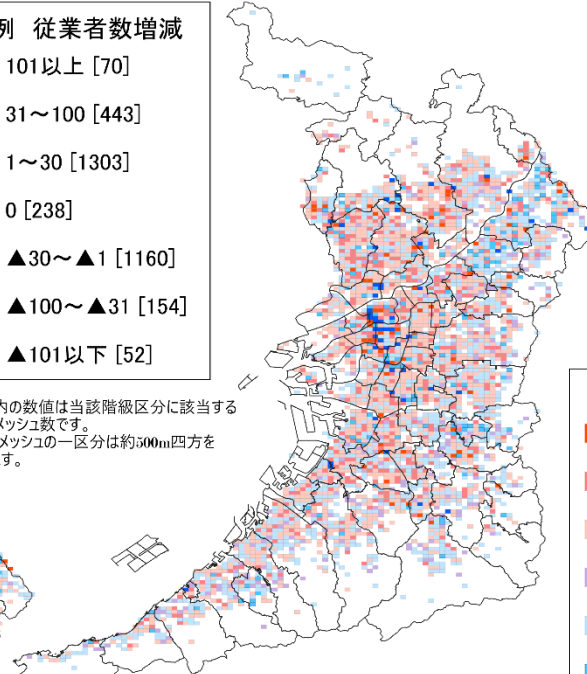 例 従業者数増減
101以上 [70]
31～100 [443]
1～30 [1303]
0 [238]
▲30～▲1 [1160]
▲100～▲31 [154]
▲101以下 [52]
内の数値は当該階級区分に該当する
メッシュ数です。
メッシュの一区分は約500m四方を
す。